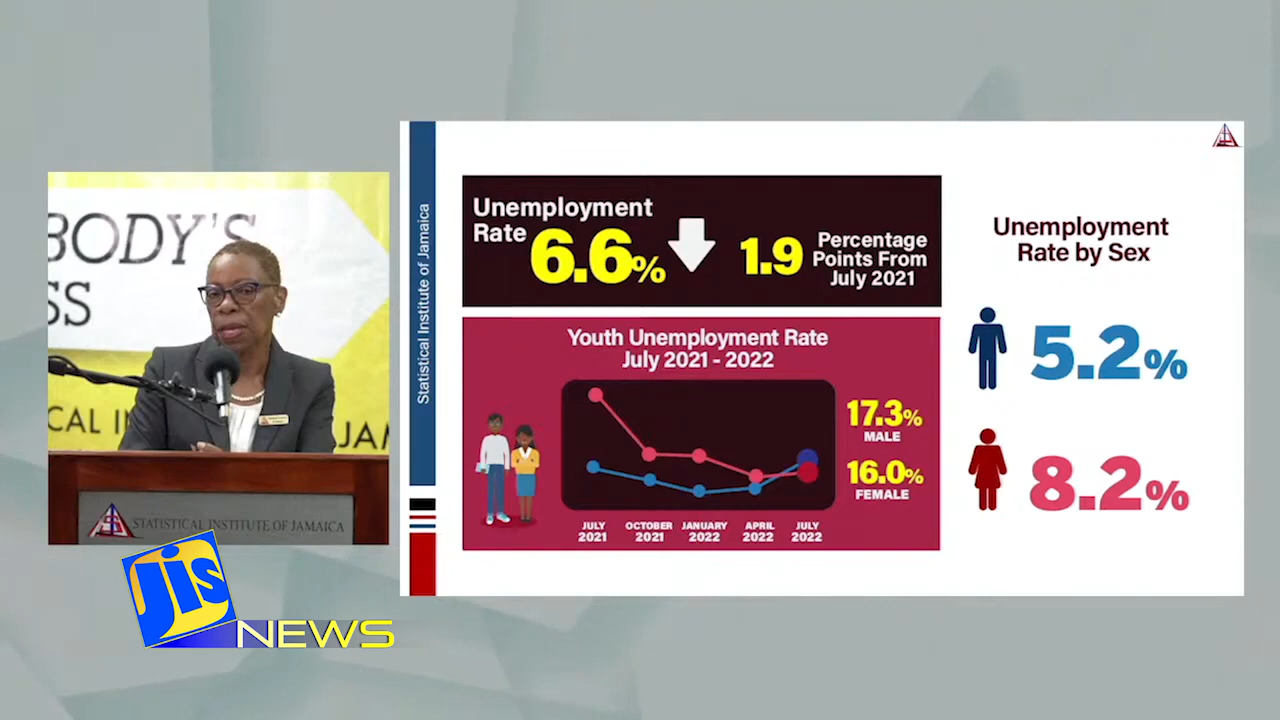 BODY'S
SS
CAL IN
JAM
STATISTICAL INSTITUTE OF JAMAICA
jis
NEWS
Statistical Institute of Jamaica
Unemployment
Rate 6.6%
1.9
Percentage
Points From
July 2021
Youth Unemployment Rate
July 2021 - 2022
17.3%
MALE
16.0%
FEMALE
JULY 2021
OCTOBER 2021
JANUARY 2022
APRIL 2022
JULY 2022
Unemployment
Rate by Sex
5.2%
8.2%